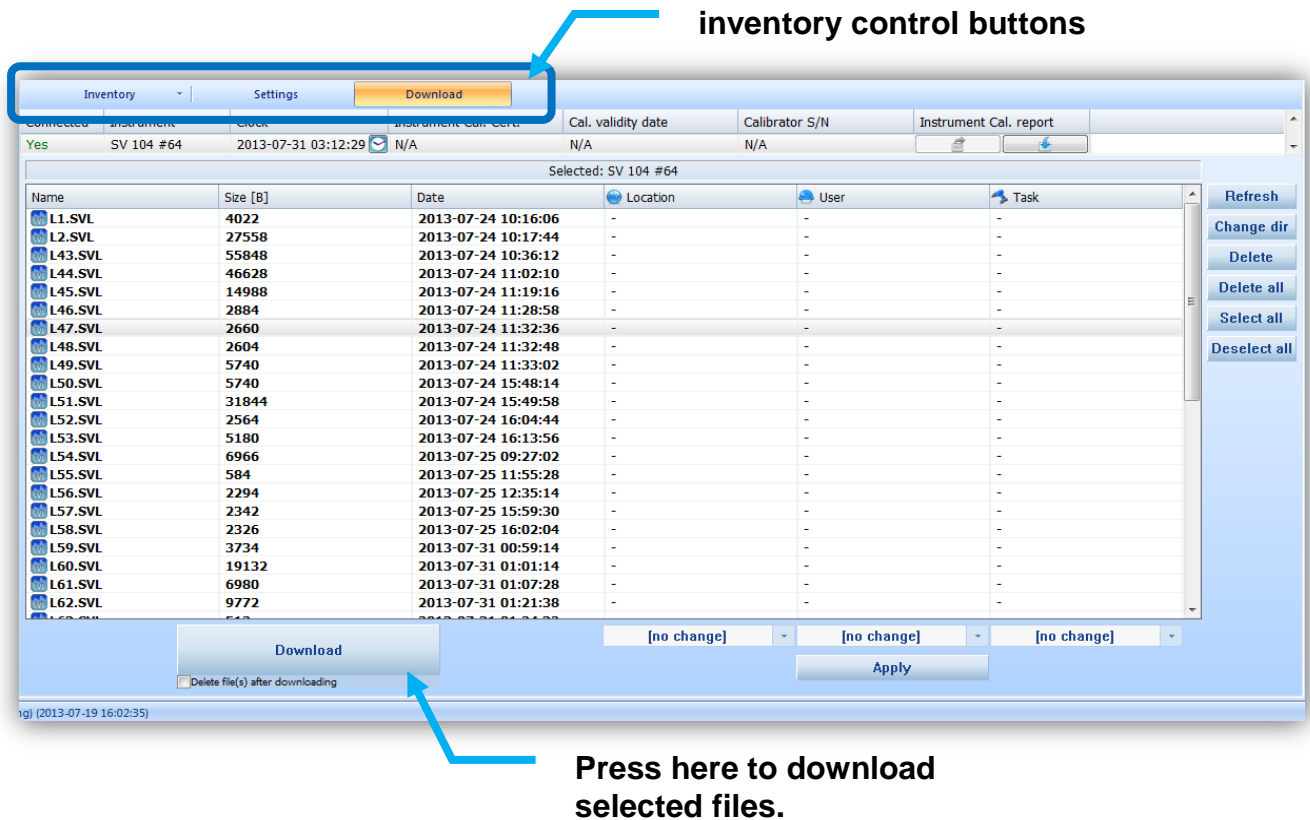 inventory control buttons
Inventory Settings Download
Connected Instrument Clock Instrument Cal. Cert. Cal. validity date Calibrator S/N Instrument Cal. report
Yes SV 104 #64 2013-07-31 03:12:29 N/A N/A N/A
Selected: SV 104 #64
Name Size [B] Date Location User Task
L1.SVL 4022 2013-07-24 10:16:06 - - -
L2.SVL 27558 2013-07-24 10:17:44 - - -
L43.SVL 55848 2013-07-24 10:36:12 - - -
L44.SVL 46628 2013-07-24 11:02:10 - - -
L45.SVL 14988 2013-07-24 11:19:16 - - -
L46.SVL 2884 2013-07-24 11:28:58 - - -
L47.SVL 2660 2013-07-24 11:32:36 - - -
L48.SVL 2604 2013-07-24 11:32:48 - - -
L49.SVL 5740 2013-07-24 11:33:02 - - -
L50.SVL 5740 2013-07-24 15:48:14 - - -
L51.SVL 31844 2013-07-24 15:49:58 - - -
L52.SVL 2564 2013-07-24 16:04:44 - - -
L53.SVL 5180 2013-07-24 16:13:56 - - -
L54.SVL 6966 2013-07-25 09:27:02 - - -
L55.SVL 584 2013-07-25 11:55:28 - - -
L56.SVL 2294 2013-07-25 12:35:14 - - -
L57.SVL 2342 2013-07-25 15:59:30 - - -
L58.SVL 2326 2013-07-25 16:02:04 - - -
L59.SVL 3734 2013-07-31 00:59:14 - - -
L60.SVL 19132 2013-07-31 01:01:14 - - -
L61.SVL 6980 2013-07-31 01:07:28 - - -
L62.SVL 9772 2013-07-31 01:21:38 - - -
Refresh
Change dir
Delete
Delete all
Select all
Deselect all
[no change] [no change] [no change]
Download
Apply
Delete file(s) after downloading
ng) (2013-07-19 16:02:35)
Press here to download
selected files.